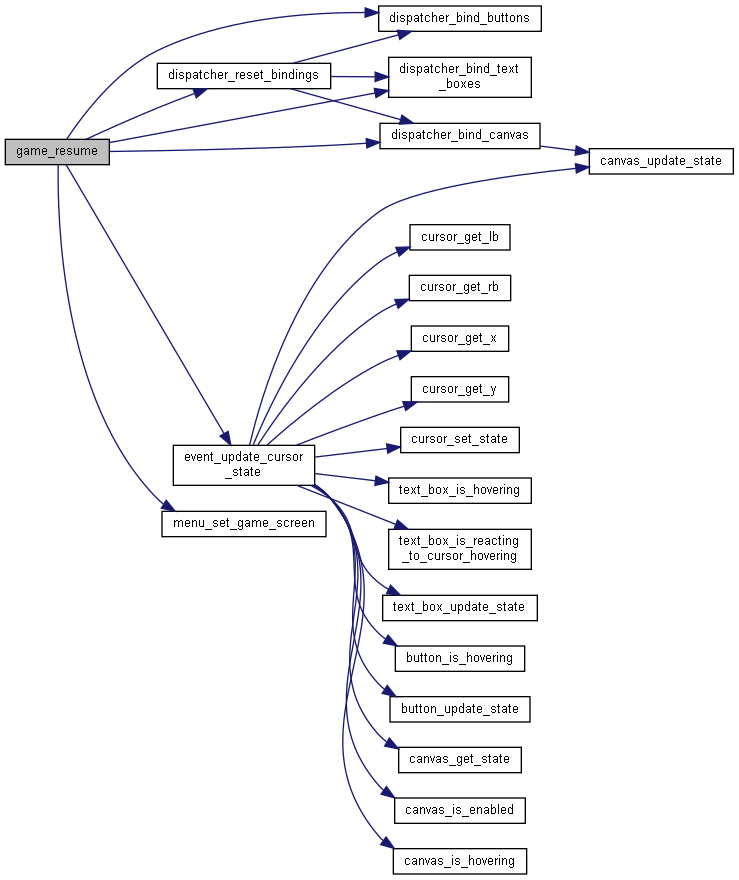 dispatcher_bind_buttons
dispatcher_reset_bindings
dispatcher_bind_text
_boxes
dispatcher_bind_canvas
game_resume
canvas_update_state
cursor_get_lb
cursor_get_rb
cursor_get_x
cursor_get_y
cursor_set_state
event_update_cursor
_state
text_box_is_hovering
menu_set_game_screen
text_box_is_reacting
_to_cursor_hovering
text_box_update_state
button_is_hovering
button_update_state
canvas_get_state
canvas_is_enabled
canvas_is_hovering